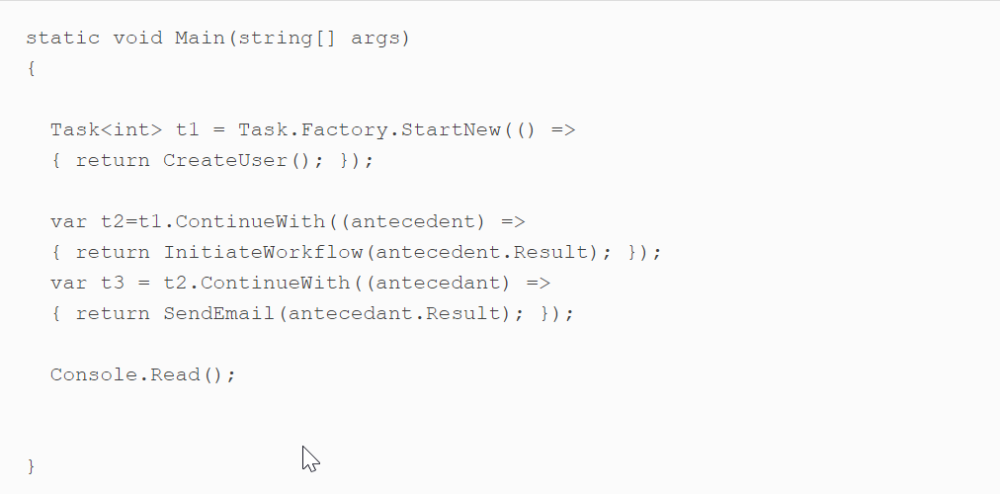 static void Main(string[] args)
{
Task<int> t1 = Task.Factory.StartNew(() =>
{ return CreateUser(); });
var t2=t1.ContinueWith((antecedent) =>
{ return InitiateWorkflow(antecedent.Result); });
var t3 = t2.ContinueWith((antecedant) =>
{ return SendEmail(antecedant.Result); });
Console.Read();
}